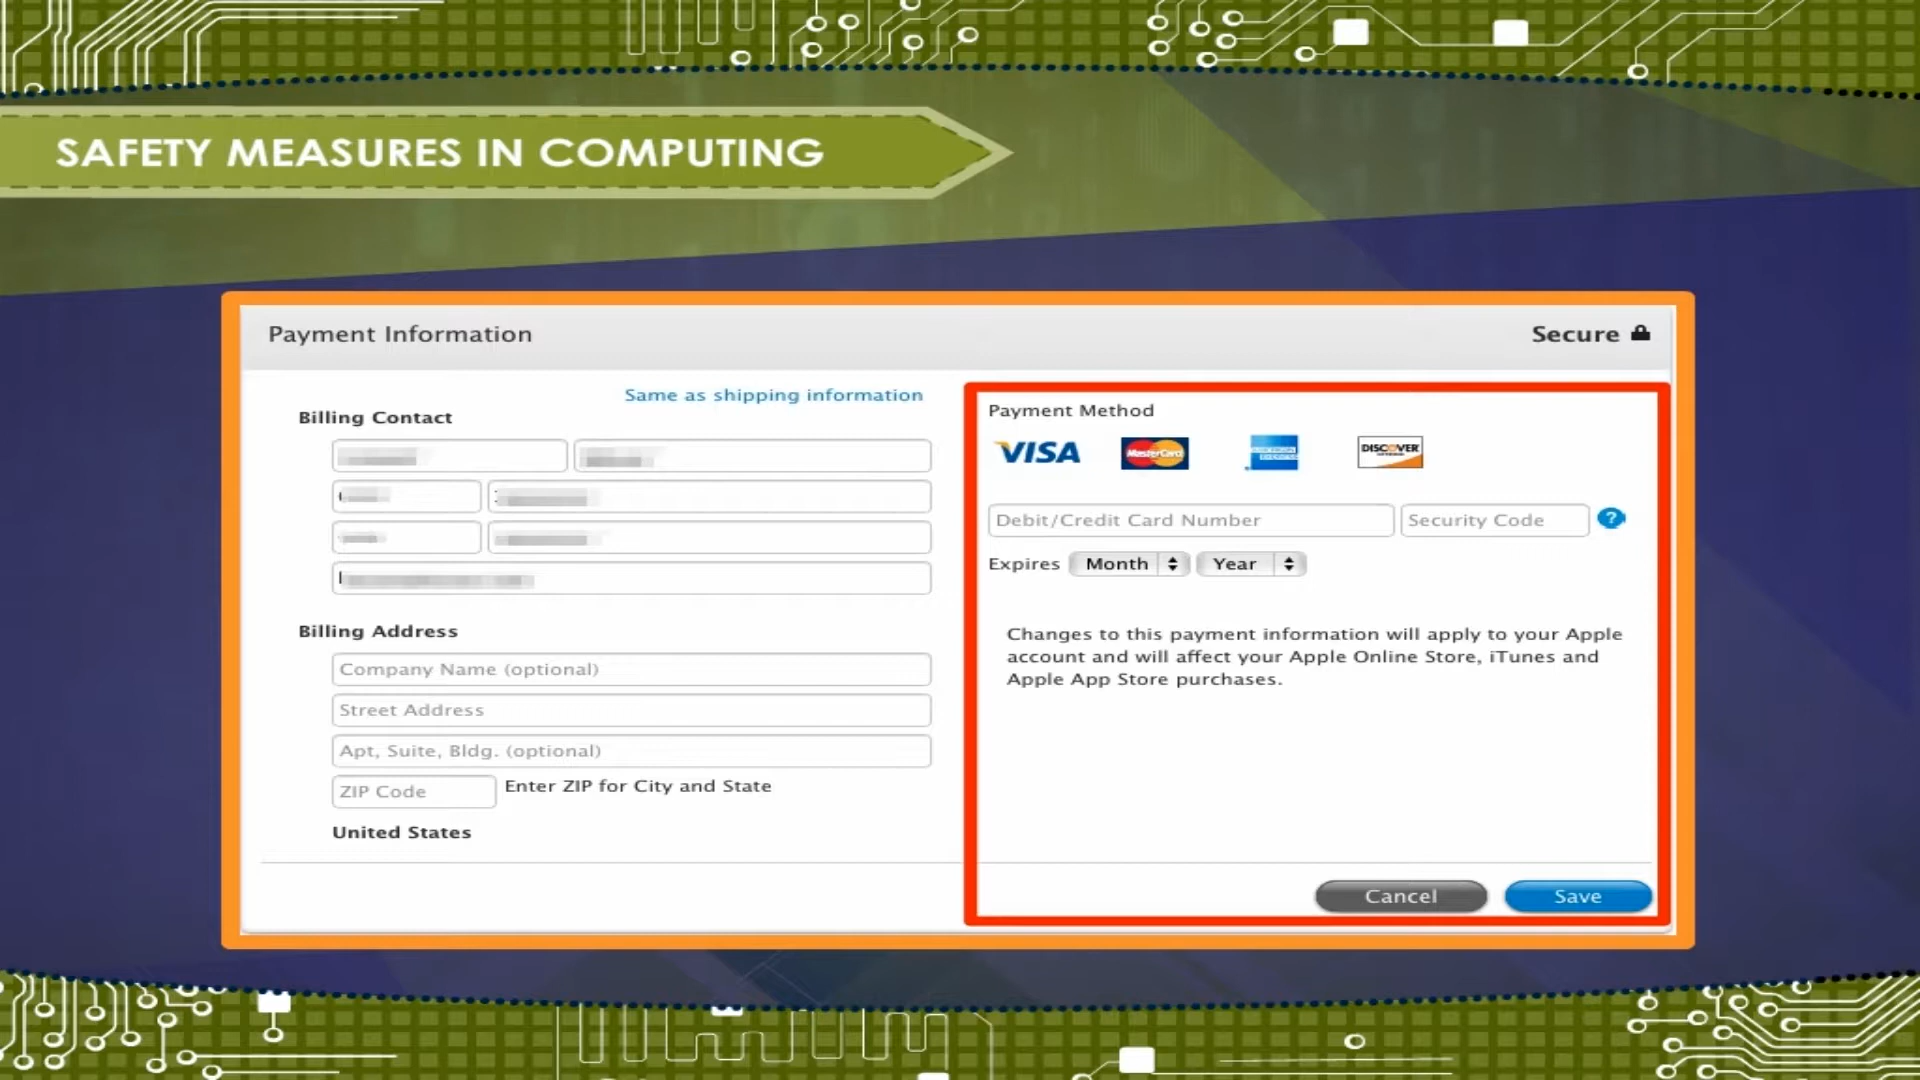 SAFETY MEASURES IN COMPUTING
Payment Information
Secure
Same as shipping information
Billing Contact
Billing Address
Company Name (optional)
Street Address
Apt, Suite, Bldg. (optional)
ZIP Code Enter ZIP for City and State
United States
Payment Method
VISA MasterCard AMERICAN EXPRESS DISCOVER
Debit/Credit Card Number Security Code ?
Expires Month Year
Changes to this payment information will apply to your Apple
account and will affect your Apple Online Store, iTunes and
Apple App Store purchases.
Cancel Save